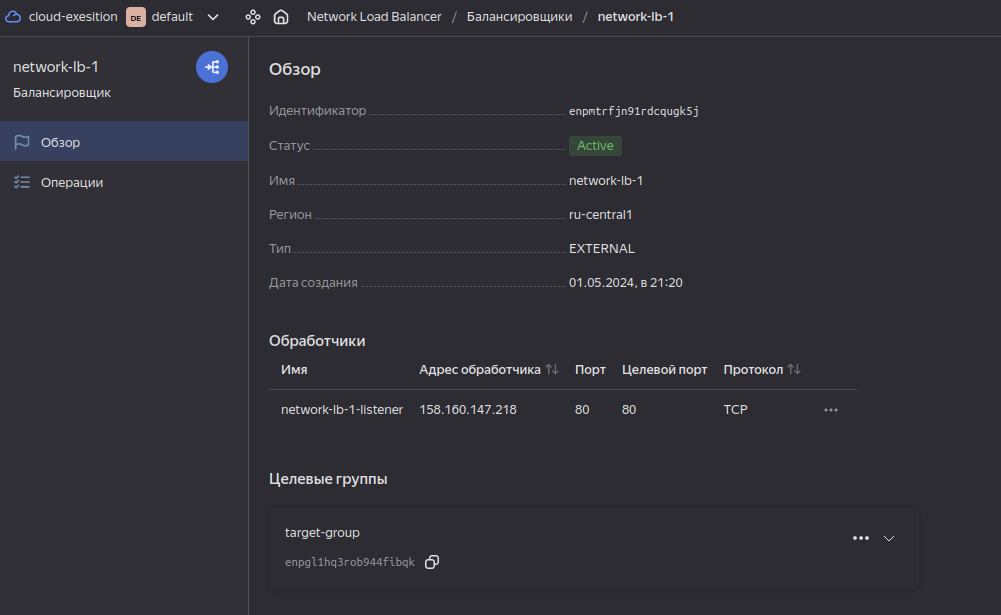 cloud-exesition DE default Network Load Balancer / Балансировщики / network-lb-1
network-lb-1
Балансировщик
Обзор
Операции
Обзор
Идентификатор enpmtrfjn91rdcqugk5j
Статус Active
Имя network-lb-1
Регион ru-central1
Тип EXTERNAL
Дата создания 01.05.2024, в 21:20
Обработчики
Имя Адрес обработчика Порт Целевой порт Протокол
network-lb-1-listener 158.160.147.218 80 80 TCP
Целевые группы
target-group
enpgl1hq3rob944fibqk